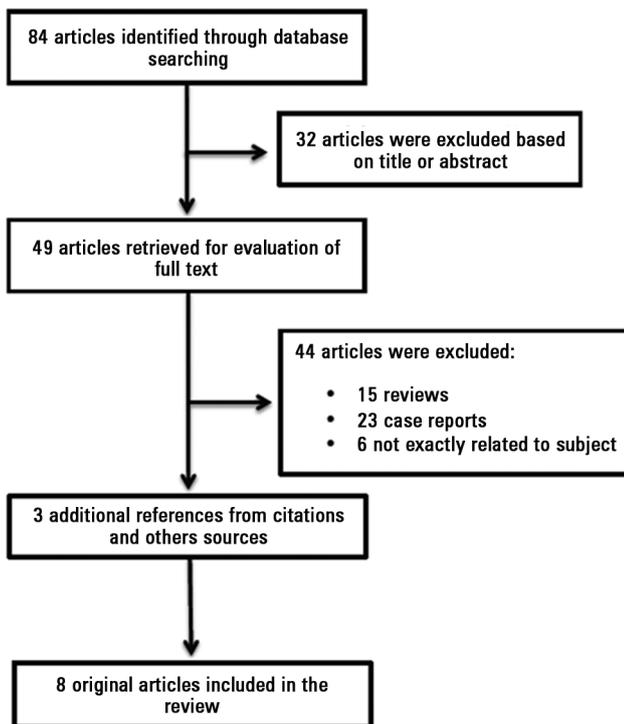 84 articles identified through database
searching
32 articles were excluded based
on title or abstract
49 articles retrieved for evaluation of
full text
44 articles were excluded:
• 15 reviews
• 23 case reports
• 6 not exactly related to subject
3 additional references from citations
and others sources
8 original articles included in the
review